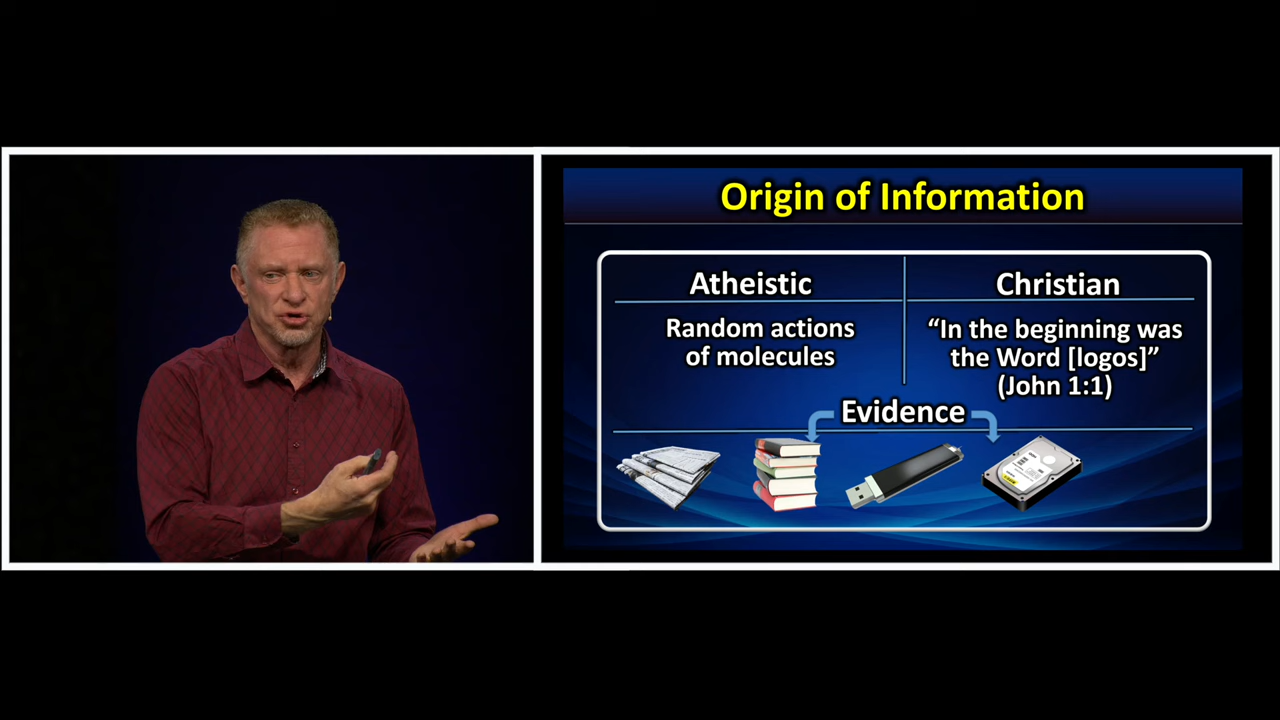 Origin of Information
Atheistic
Random actions
of molecules
Christian
“In the beginning was
the Word [logos]”
(John 1:1)
Evidence